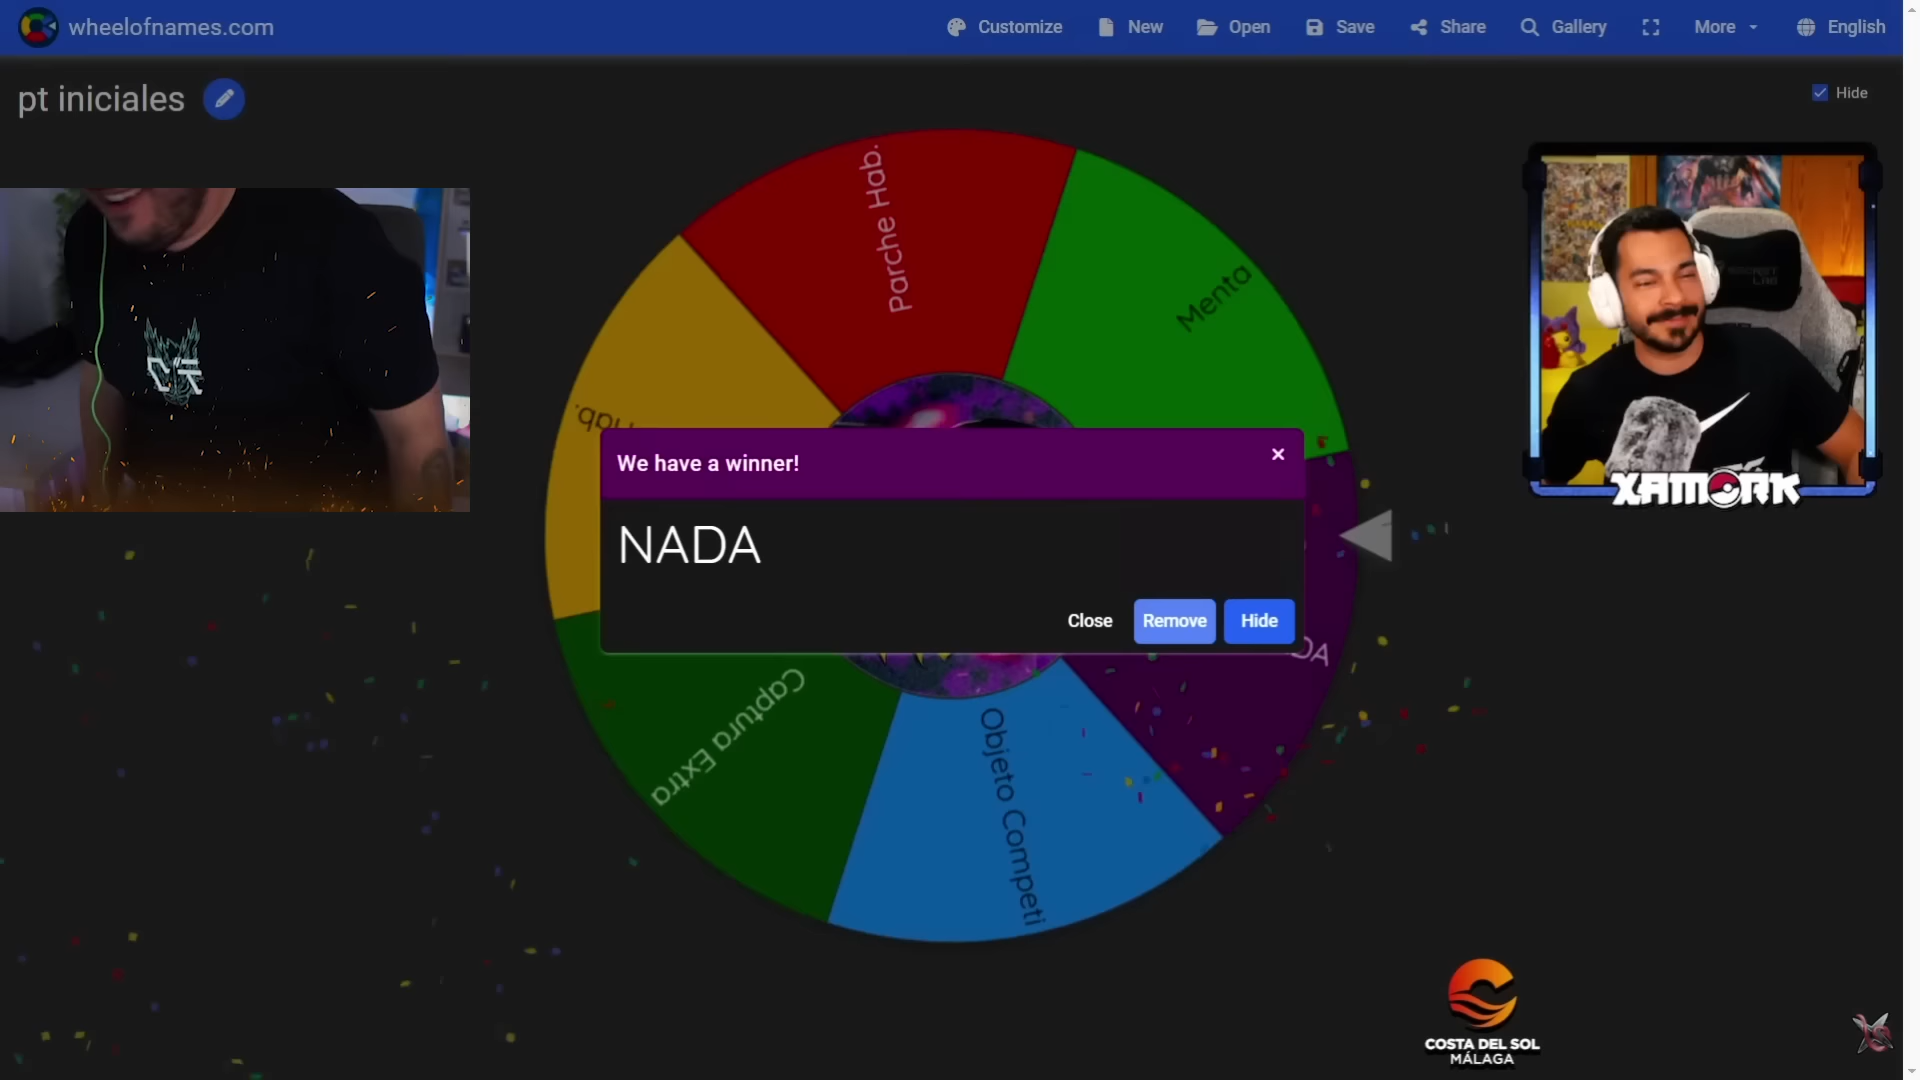 wheelofnames.com
Customize
New
Open
Save
Share
Gallery
More
English
pt iniciales
Hide
Parche Hab.
Menta
We have a winner!
×
NADA
Close
Remove
Hide
DA
Captura Extra
Objeto Competi
XAMORK
COSTA DEL SOL
MÁLAGA